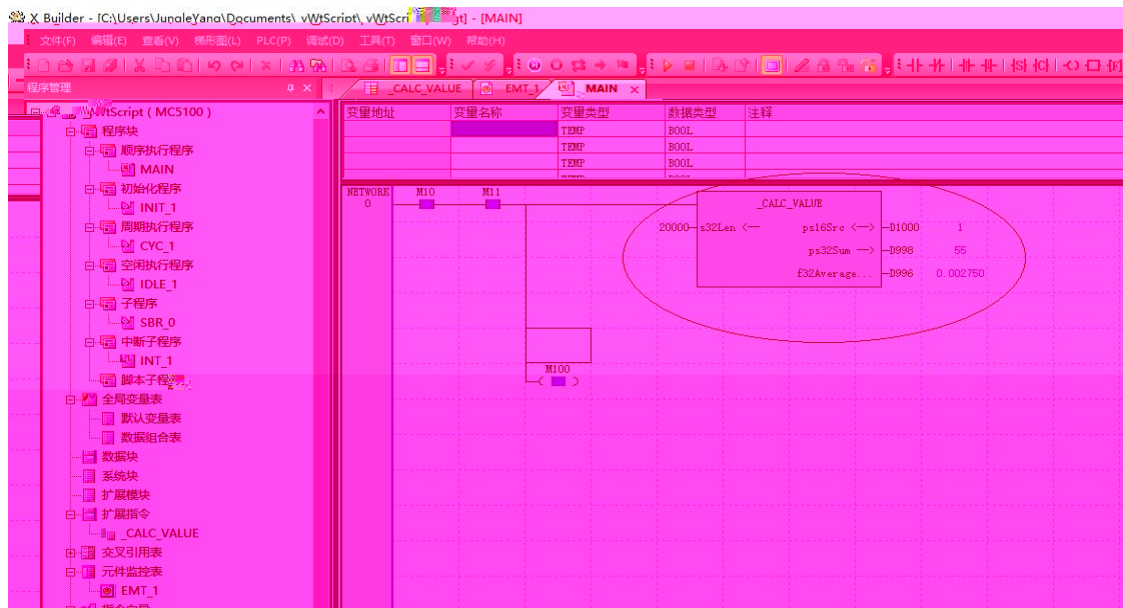 X Builder - [C:\Users\JungleYang\Documents\
- [MAIN]
文件(F) 编辑(E) 查看(V) 梯形图(L) PLC(P) 调试(D) 工具(T) 窗口(W) 帮助(H)
程序管理
_CALC_VALUE EMT_1 MAIN
(MC5100)
程序块
顺序执行程序
MAIN
初始化程序
INIT_1
周期执行程序
CYC_1
空闲执行程序
IDLE_1
子程序
SBR_0
中断子程序
INT_1
脚本子程
全局变量表
默认变量表
数据组合表
数据块
系统块
扩展模块
扩展指令
_CALC_VALUE
交叉引用表
元件监控表
EMT_1
变量地址 变量名称 变量类型 数据类型 注释
TEMP BOOL
TEMP BOOL
TEMP BOOL
NETWORK 0
M10 M11
_CALC_VALUE
20000 s32Len <— ps16Src <—> D1000 1
ps32Sum —> D998 55
f32Average... D996 0.002750
M100